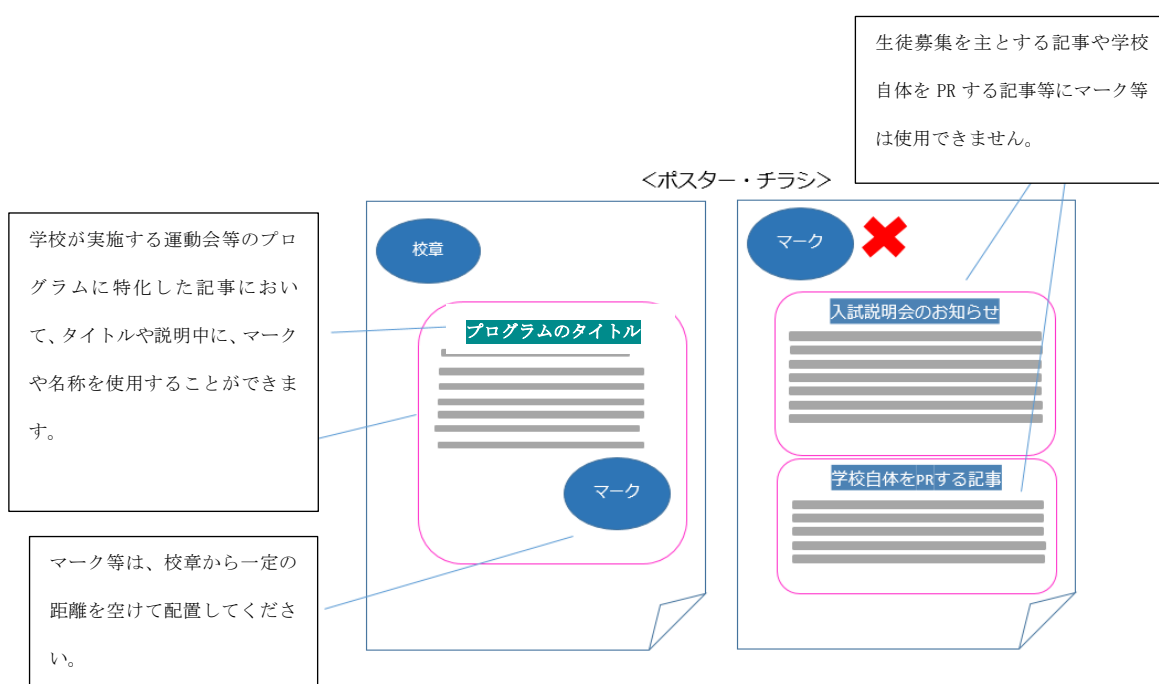 生徒募集を主とする記事や学校
自体を PR する記事等にマーク等
は使用できません。
<ポスター・チラシ>
学校が実施する運動会等のプロ
グラムに特化した記事におい
て、タイトルや説明中に、マーク
や名称を使用することができま
す。
校章
プログラムのタイトル
マーク
マーク等は、校章から一定の
距離を空けて配置してくださ
い。
マーク
入試説明会のお知らせ
学校自体をPRする記事